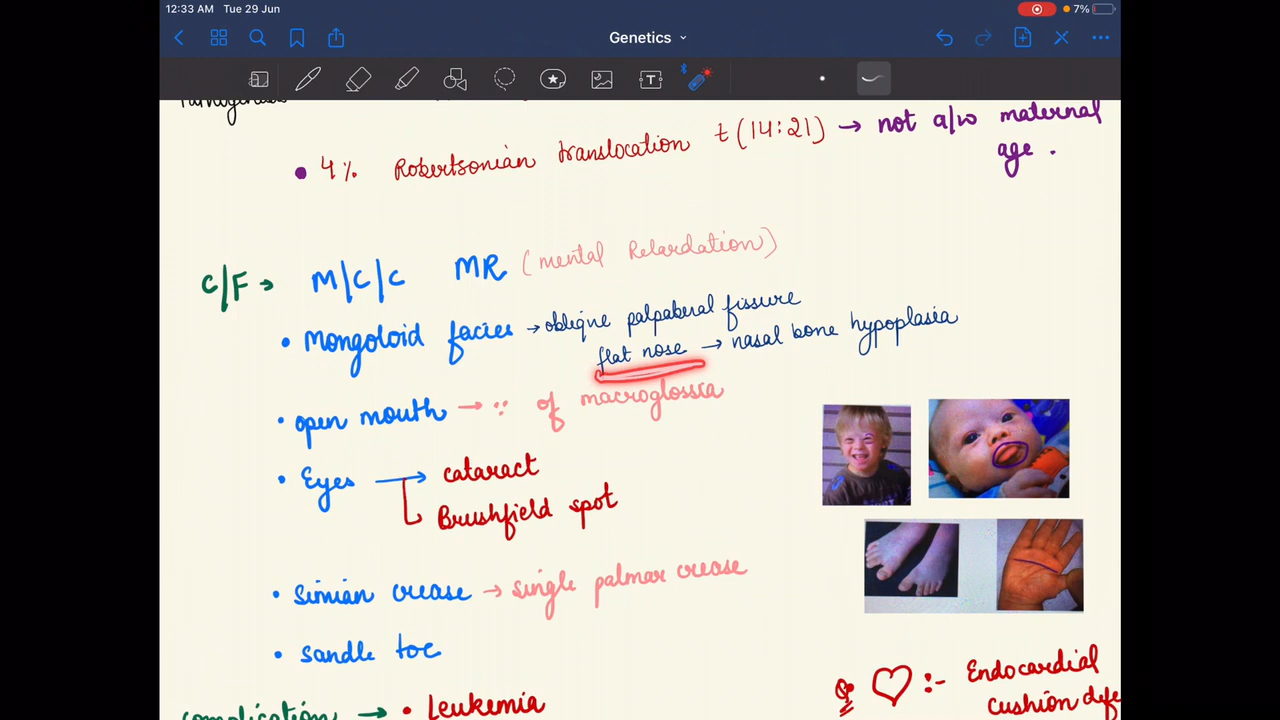 12:33 AM Tue 29 Jun
7%
Genetics
T
4% Robertsonian translocation t(14:21) → not a/w maternal
age .
C/F → M/C/C MR (mental Retardation)
• mongoloid facies → oblique palpaberal fissure
flat nose → nasal bone hypoplasia
• open mouth → ∵ of macroglossia
• Eyes → cataract
Brushfield spot
• simian crease → single palmar crease
• sandle toe
complication → • Leukemia
♡ :- Endocardial
cushion defe